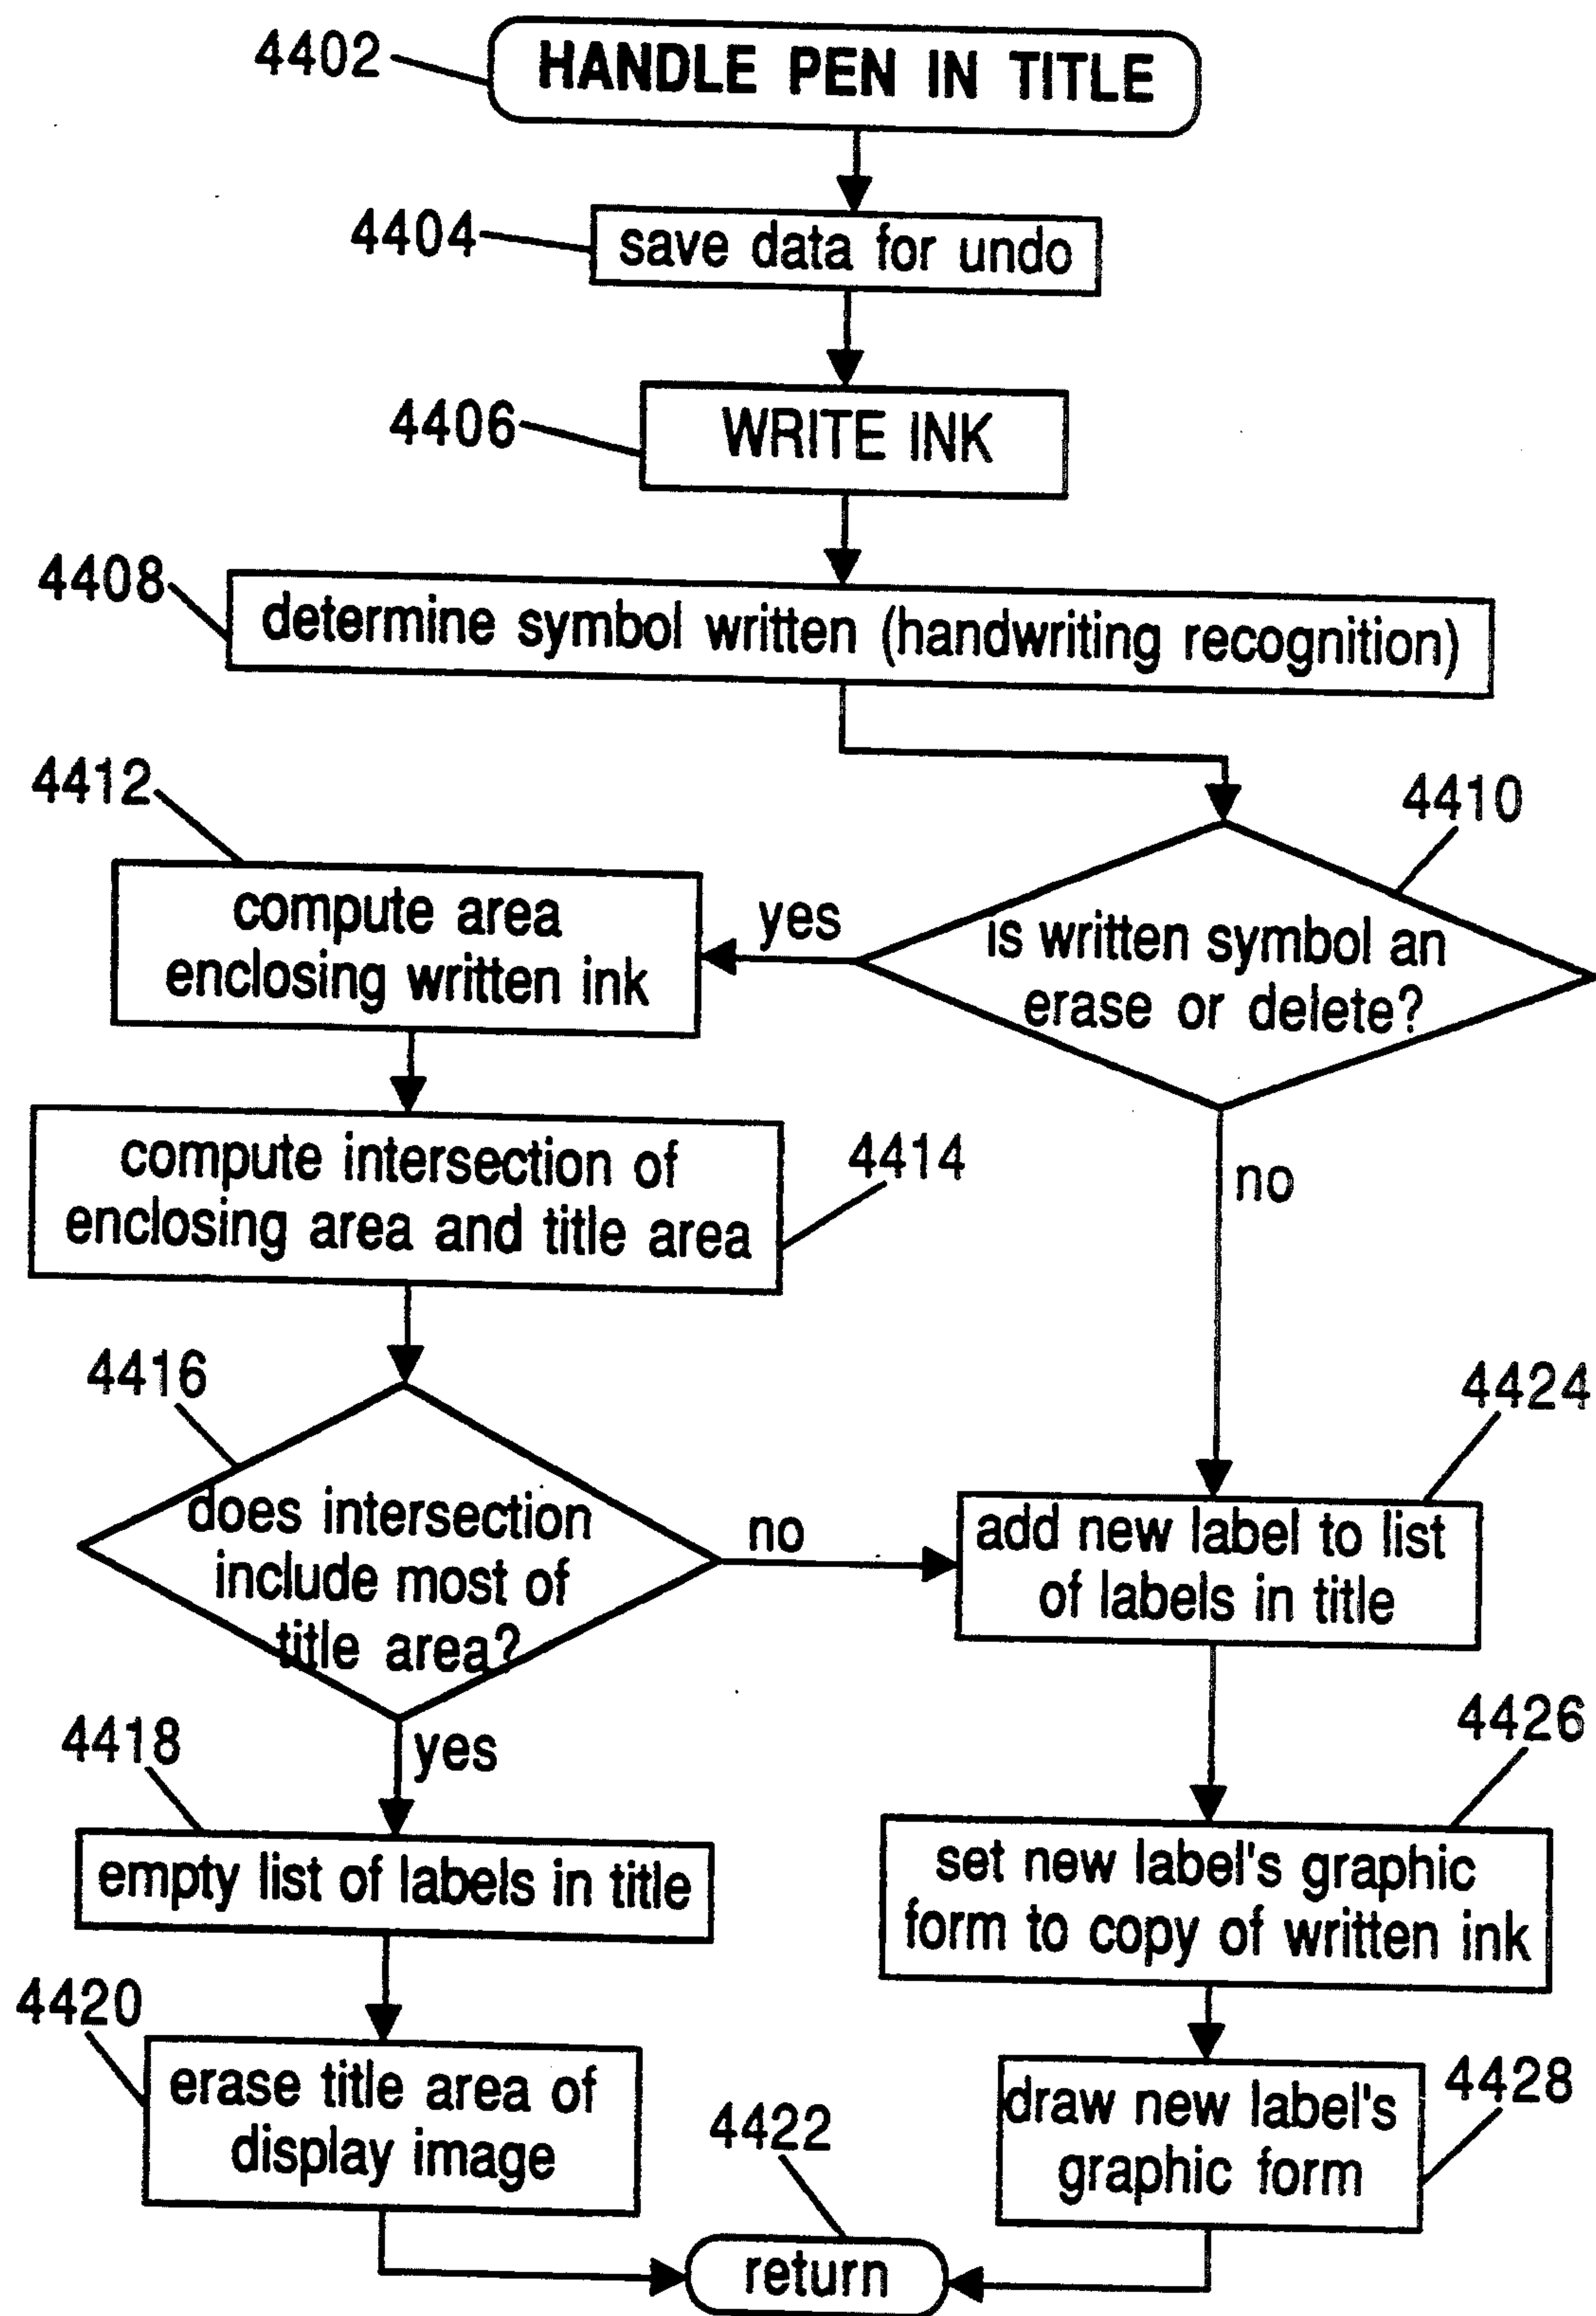 4402
HANDLE PEN IN TITLE
4404
save data for undo
4406
WRITE INK
4408
determine symbol written (handwriting recognition)
4412
4410
compute area
enclosing written ink
yes
is written symbol an
erase or delete?
compute intersection of
enclosing area and title area
4414
no
4416
4424
does intersection
include most of
title area?
no
add new label to list
of labels in title
4418
yes
4426
empty list of labels in title
set new label's graphic
form to copy of written ink
4420
erase title area of
display image
4422
draw new label's
graphic form
4428
return